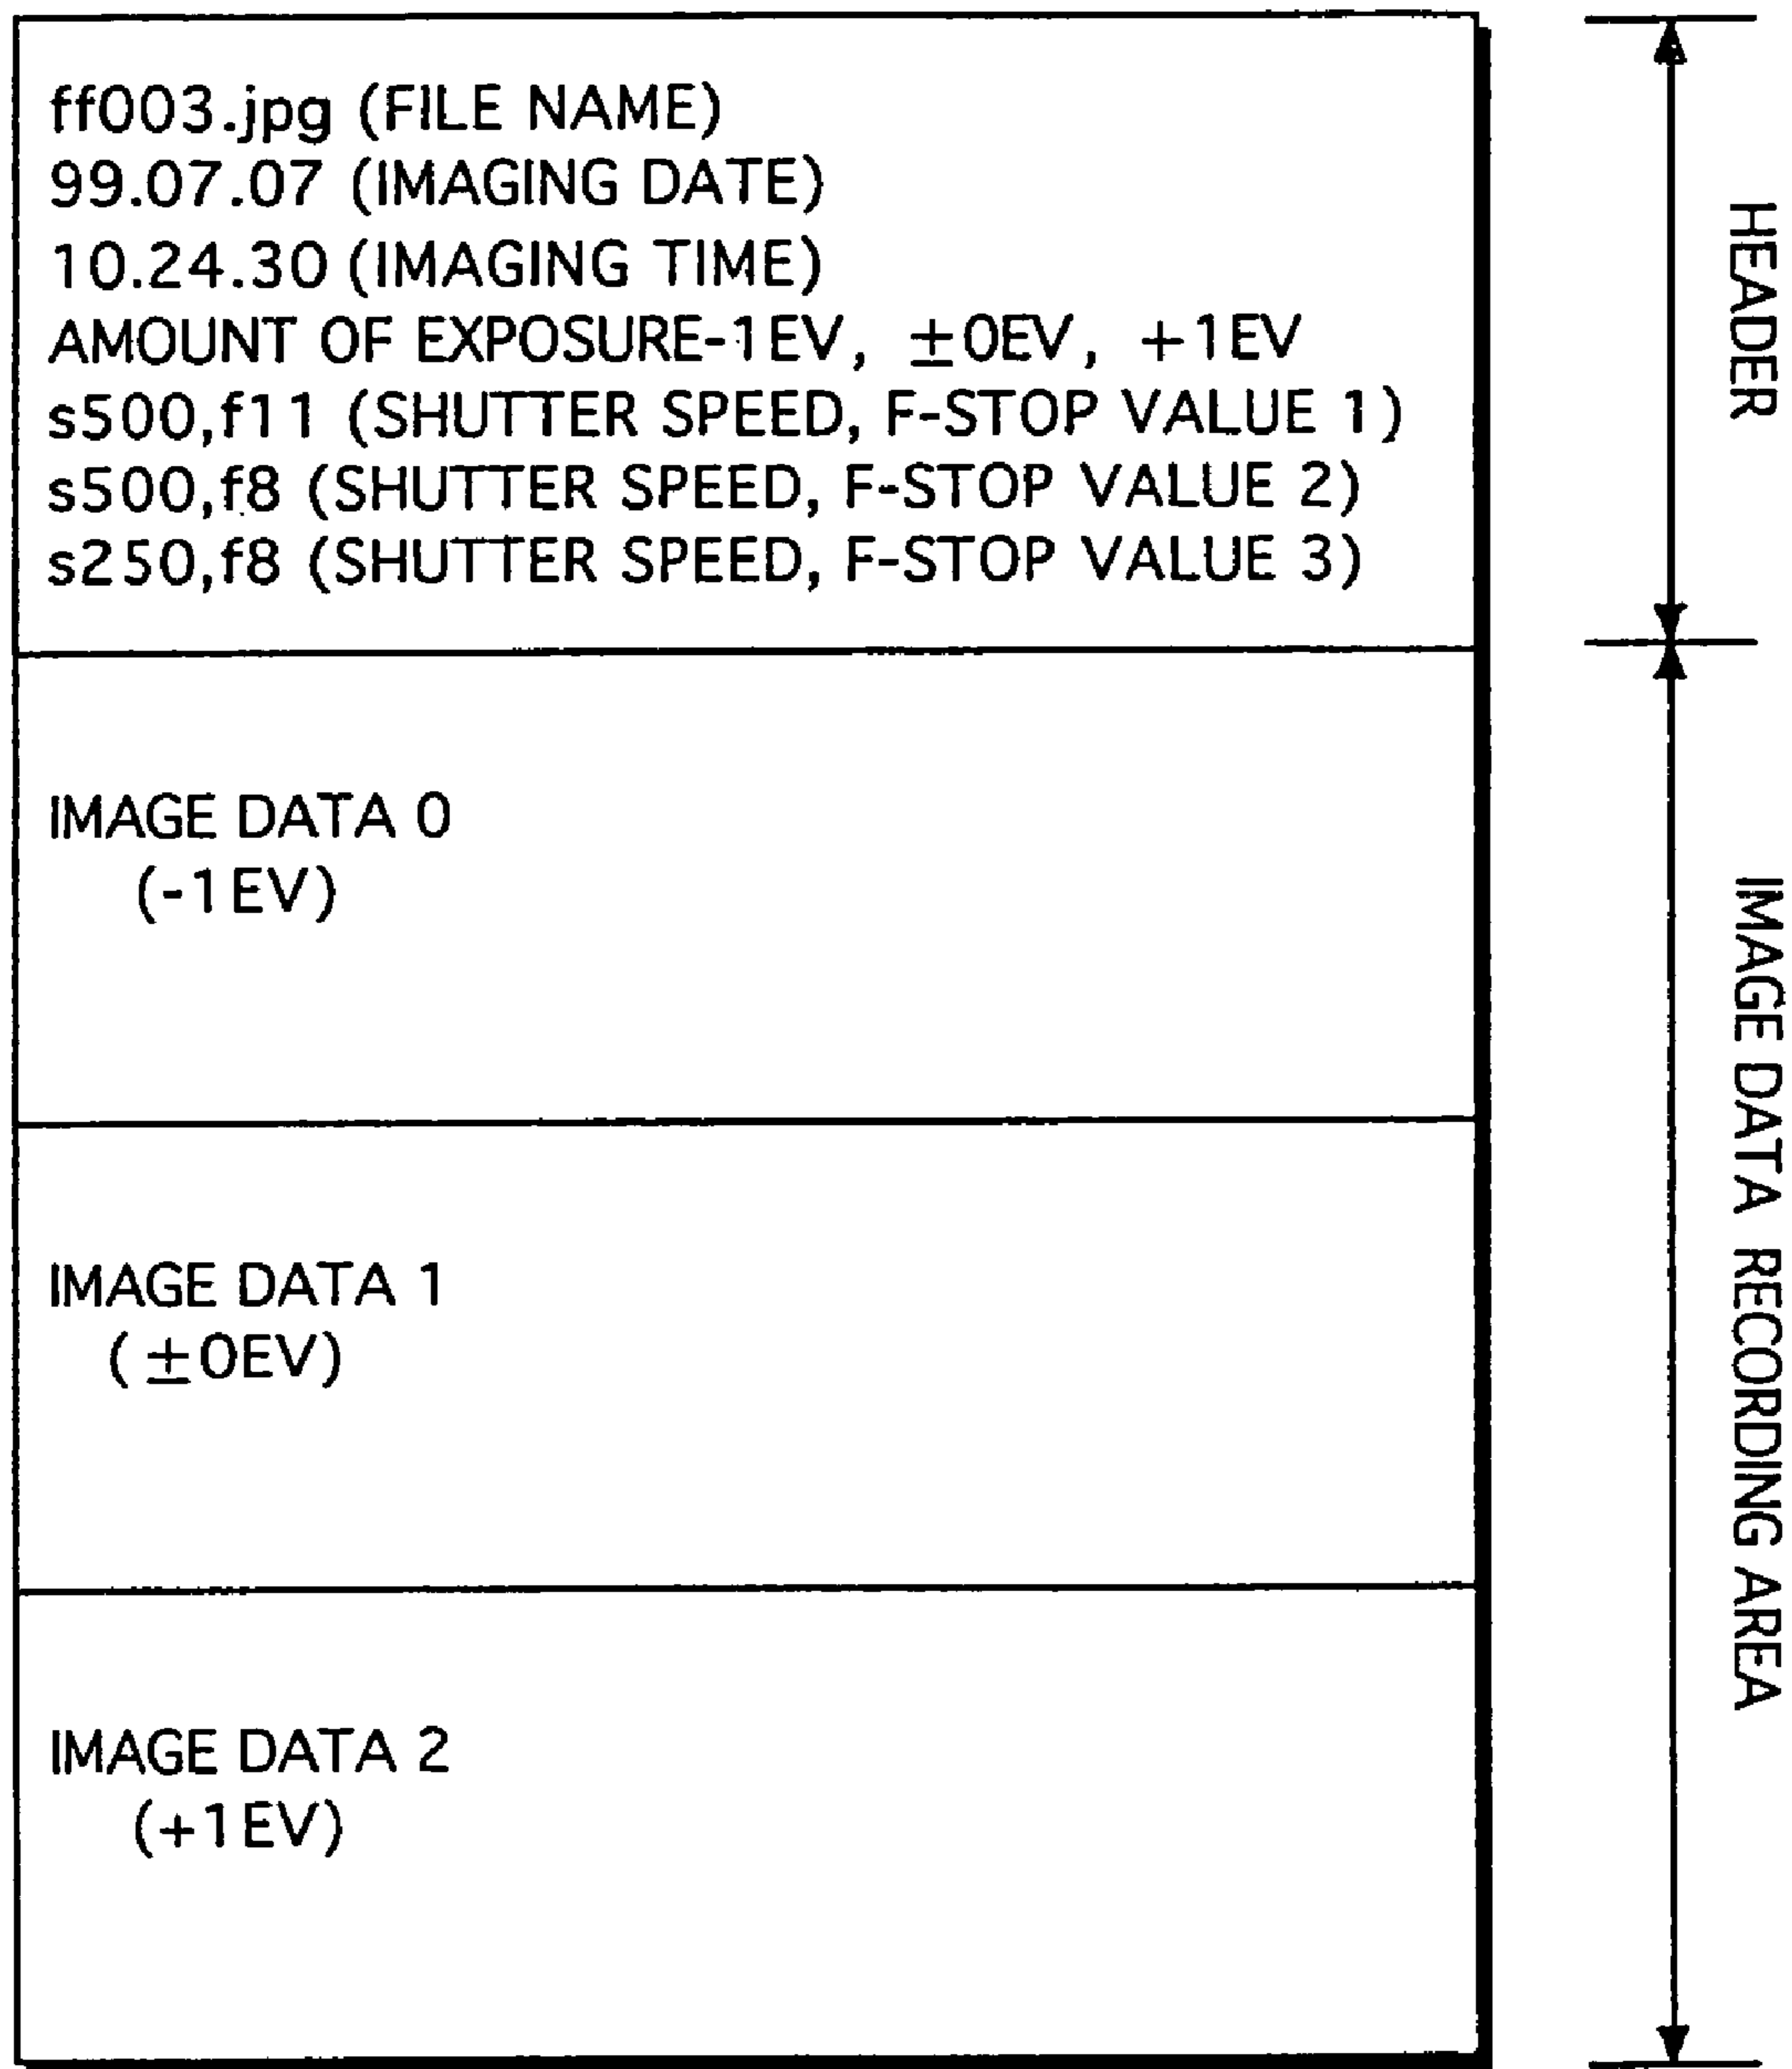 ff003.jpg (FILE NAME)
99.07.07 (IMAGING DATE)
10.24.30 (IMAGING TIME)
AMOUNT OF EXPOSURE-1EV, ±0EV, +1EV
s500,f11 (SHUTTER SPEED, F-STOP VALUE 1)
s500,f8 (SHUTTER SPEED, F-STOP VALUE 2)
s250,f8 (SHUTTER SPEED, F-STOP VALUE 3)
HEADER
IMAGE DATA 0
(-1EV)
IMAGE DATA 1
(±0EV)
IMAGE DATA 2
(+1EV)
IMAGE DATA RECORDING AREA